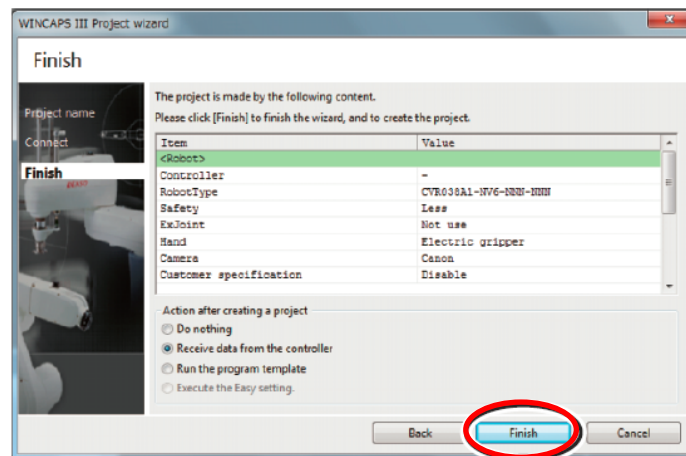 WINCAPS III Project wizard
Finish
Project name
Connect
Finish
The project is made by the following content.
Please click [Finish] to finish the wizard, and to create the project.
Item Value
<Robot>
Controller -
RobotType CVR038A1-NV6-NNN-NNN
Safety Less
ExJoint Not use
Hand Electric gripper
Camera Canon
Customer specification Disable
Action after creating a project
Do nothing
Receive data from the controller
Run the program template
Execute the Easy setting.
Back Finish Cancel